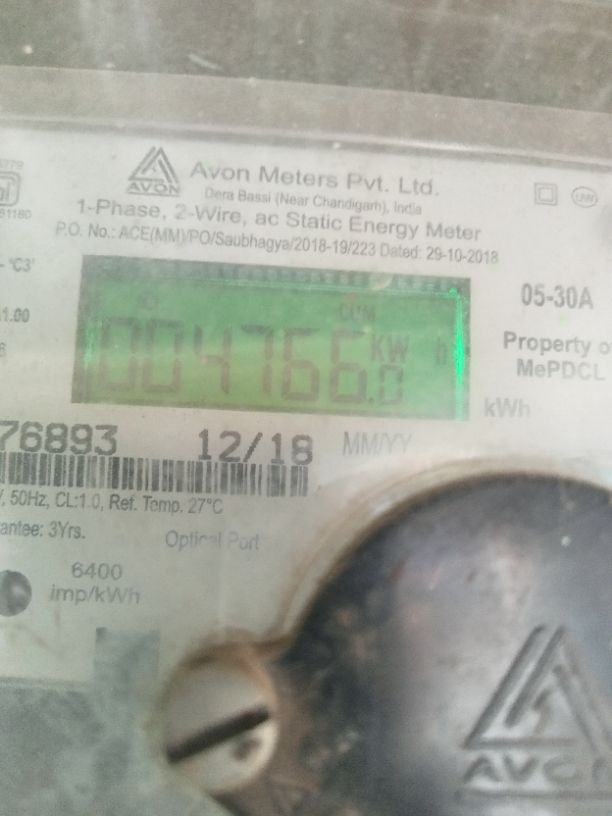 AVON
Avon Meters Pvt. Ltd.
Dera Bassi (Near Chandigarh), India
1-Phase, 2-Wire, ac Static Energy Meter
P.O. No.: ACE(MM)/PO/Saubhagya/2018-19/223 Dated: 29-10-2018
'C3'
1.00
05-30A
CUM
004766.0 KW h
Property of
MePDCL
kWh
76893 12/18 MM/YY
, 50Hz, CL:1.0, Ref. Temp. 27°C
antee: 3Yrs.
Optical Port
6400
imp/kWh
AVON